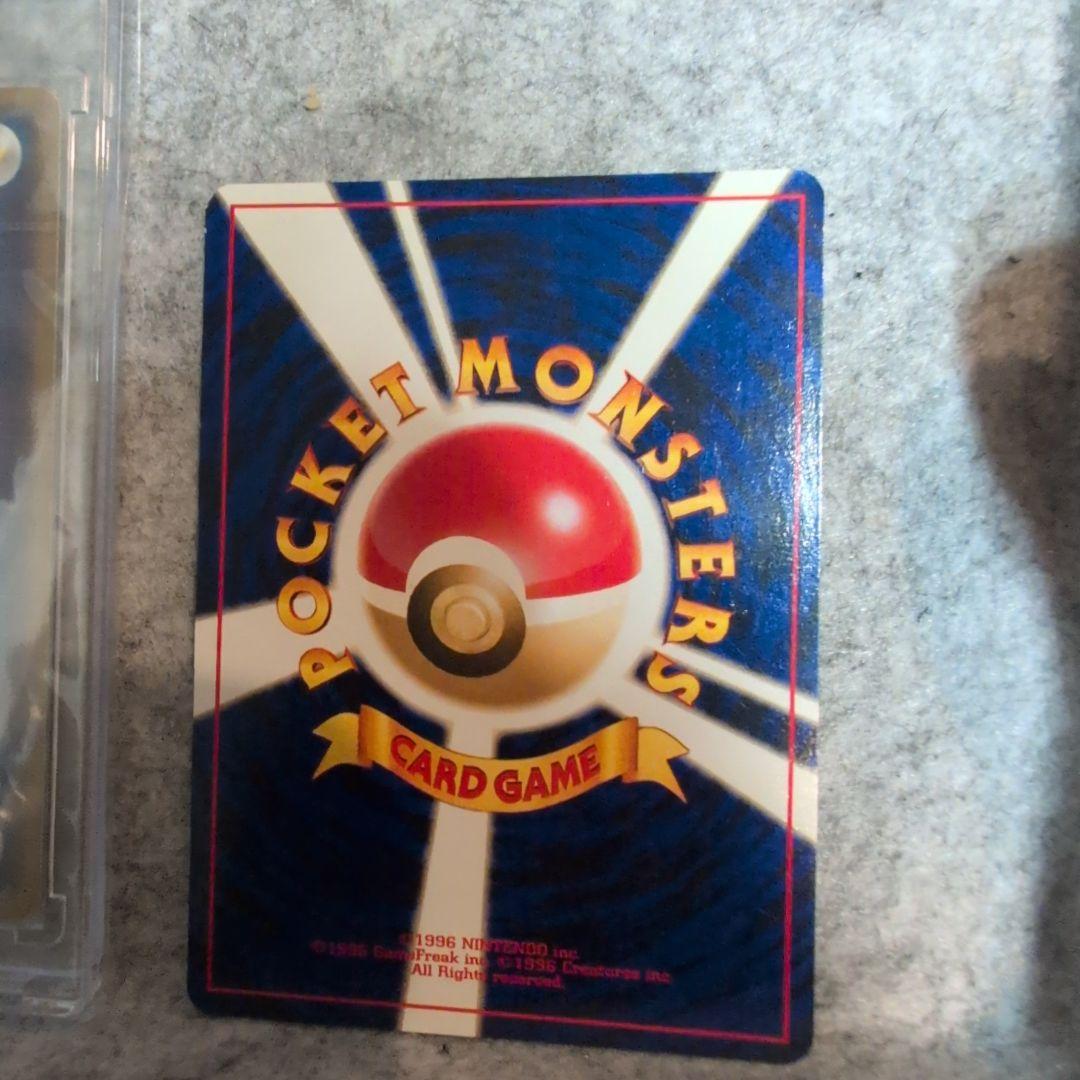 POCKET MONSTERS
CARD GAME
©1996 NINTENDO inc.
©1996 GameFreak inc. ©1996 Creatures inc.
All Rights reserved.